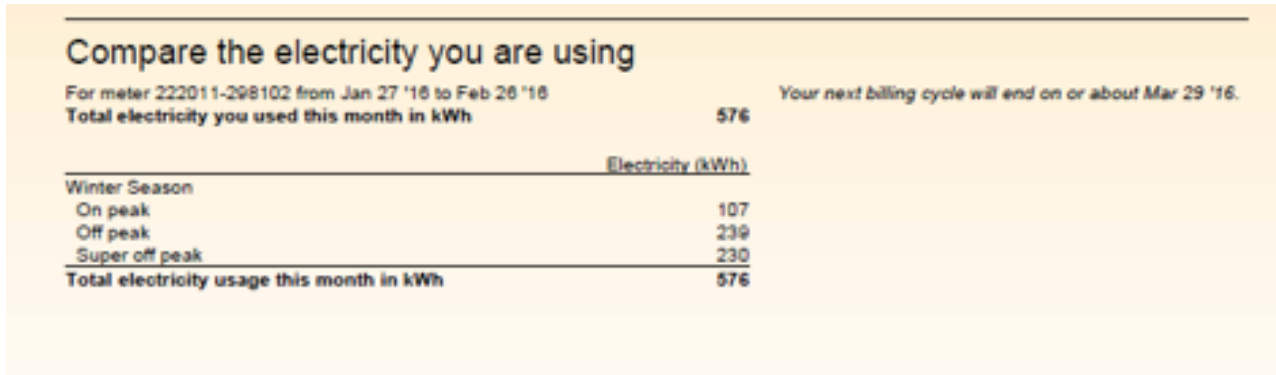 Compare the electricity you are using
For meter 222011-298102 from Jan 27 '16 to Feb 26 '16 Your next billing cycle will end on or about Mar 29 '16.
Total electricity you used this month in kWh 576
Electricity (kWh)
Winter Season
On peak 107
Off peak 239
Super off peak 230
Total electricity usage this month in kWh 576